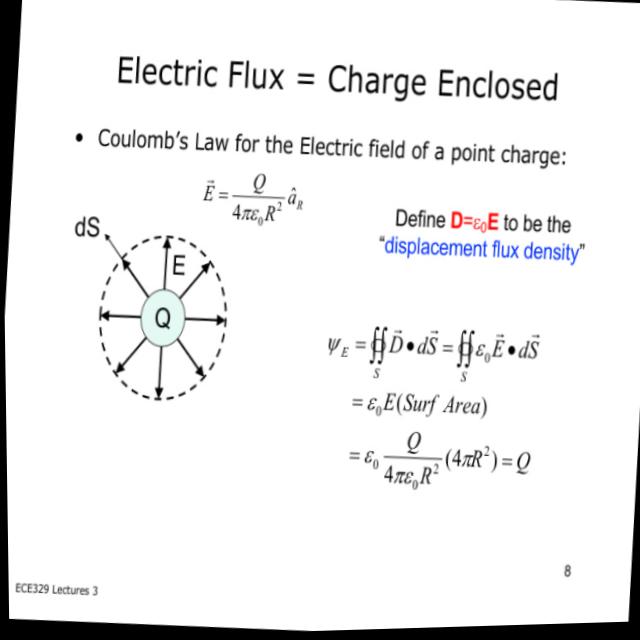 Electric Flux = Charge Enclosed
• Coulomb's Law for the Electric field of a point charge:
$\vec{E} = \frac{Q}{4\pi\varepsilon_0 R^2} \hat{a}_R$
Define D=ε₀E to be the
"displacement flux density"
dS
E
Q
$\psi_E = \oiint_S \vec{D} \bullet d\vec{S} = \oiint_S \varepsilon_0 \vec{E} \bullet d\vec{S}$
$= \varepsilon_0 E(Surf\ Area)$
$= \varepsilon_0 \frac{Q}{4\pi\varepsilon_0 R^2} (4\pi R^2) = Q$
8
ECE329 Lectures 3